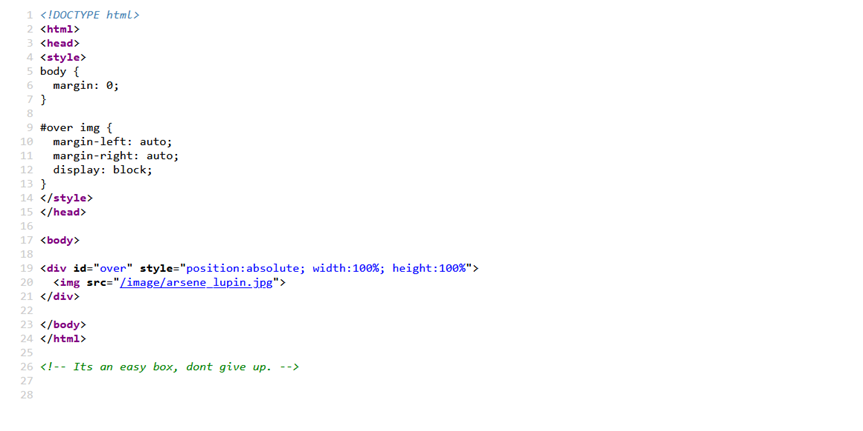 1 <!DOCTYPE html>
2 <html>
3 <head>
4 <style>
5 body {
6   margin: 0;
7 }
8
9 #over img {
10   margin-left: auto;
11   margin-right: auto;
12   display: block;
13 }
14 </style>
15 </head>
16
17 <body>
18
19 <div id="over" style="position:absolute; width:100%; height:100%">
20   <img src="/image/arsene_lupin.jpg">
21 </div>
22
23 </body>
24 </html>
25
26 <!-- Its an easy box, dont give up. -->
27
28